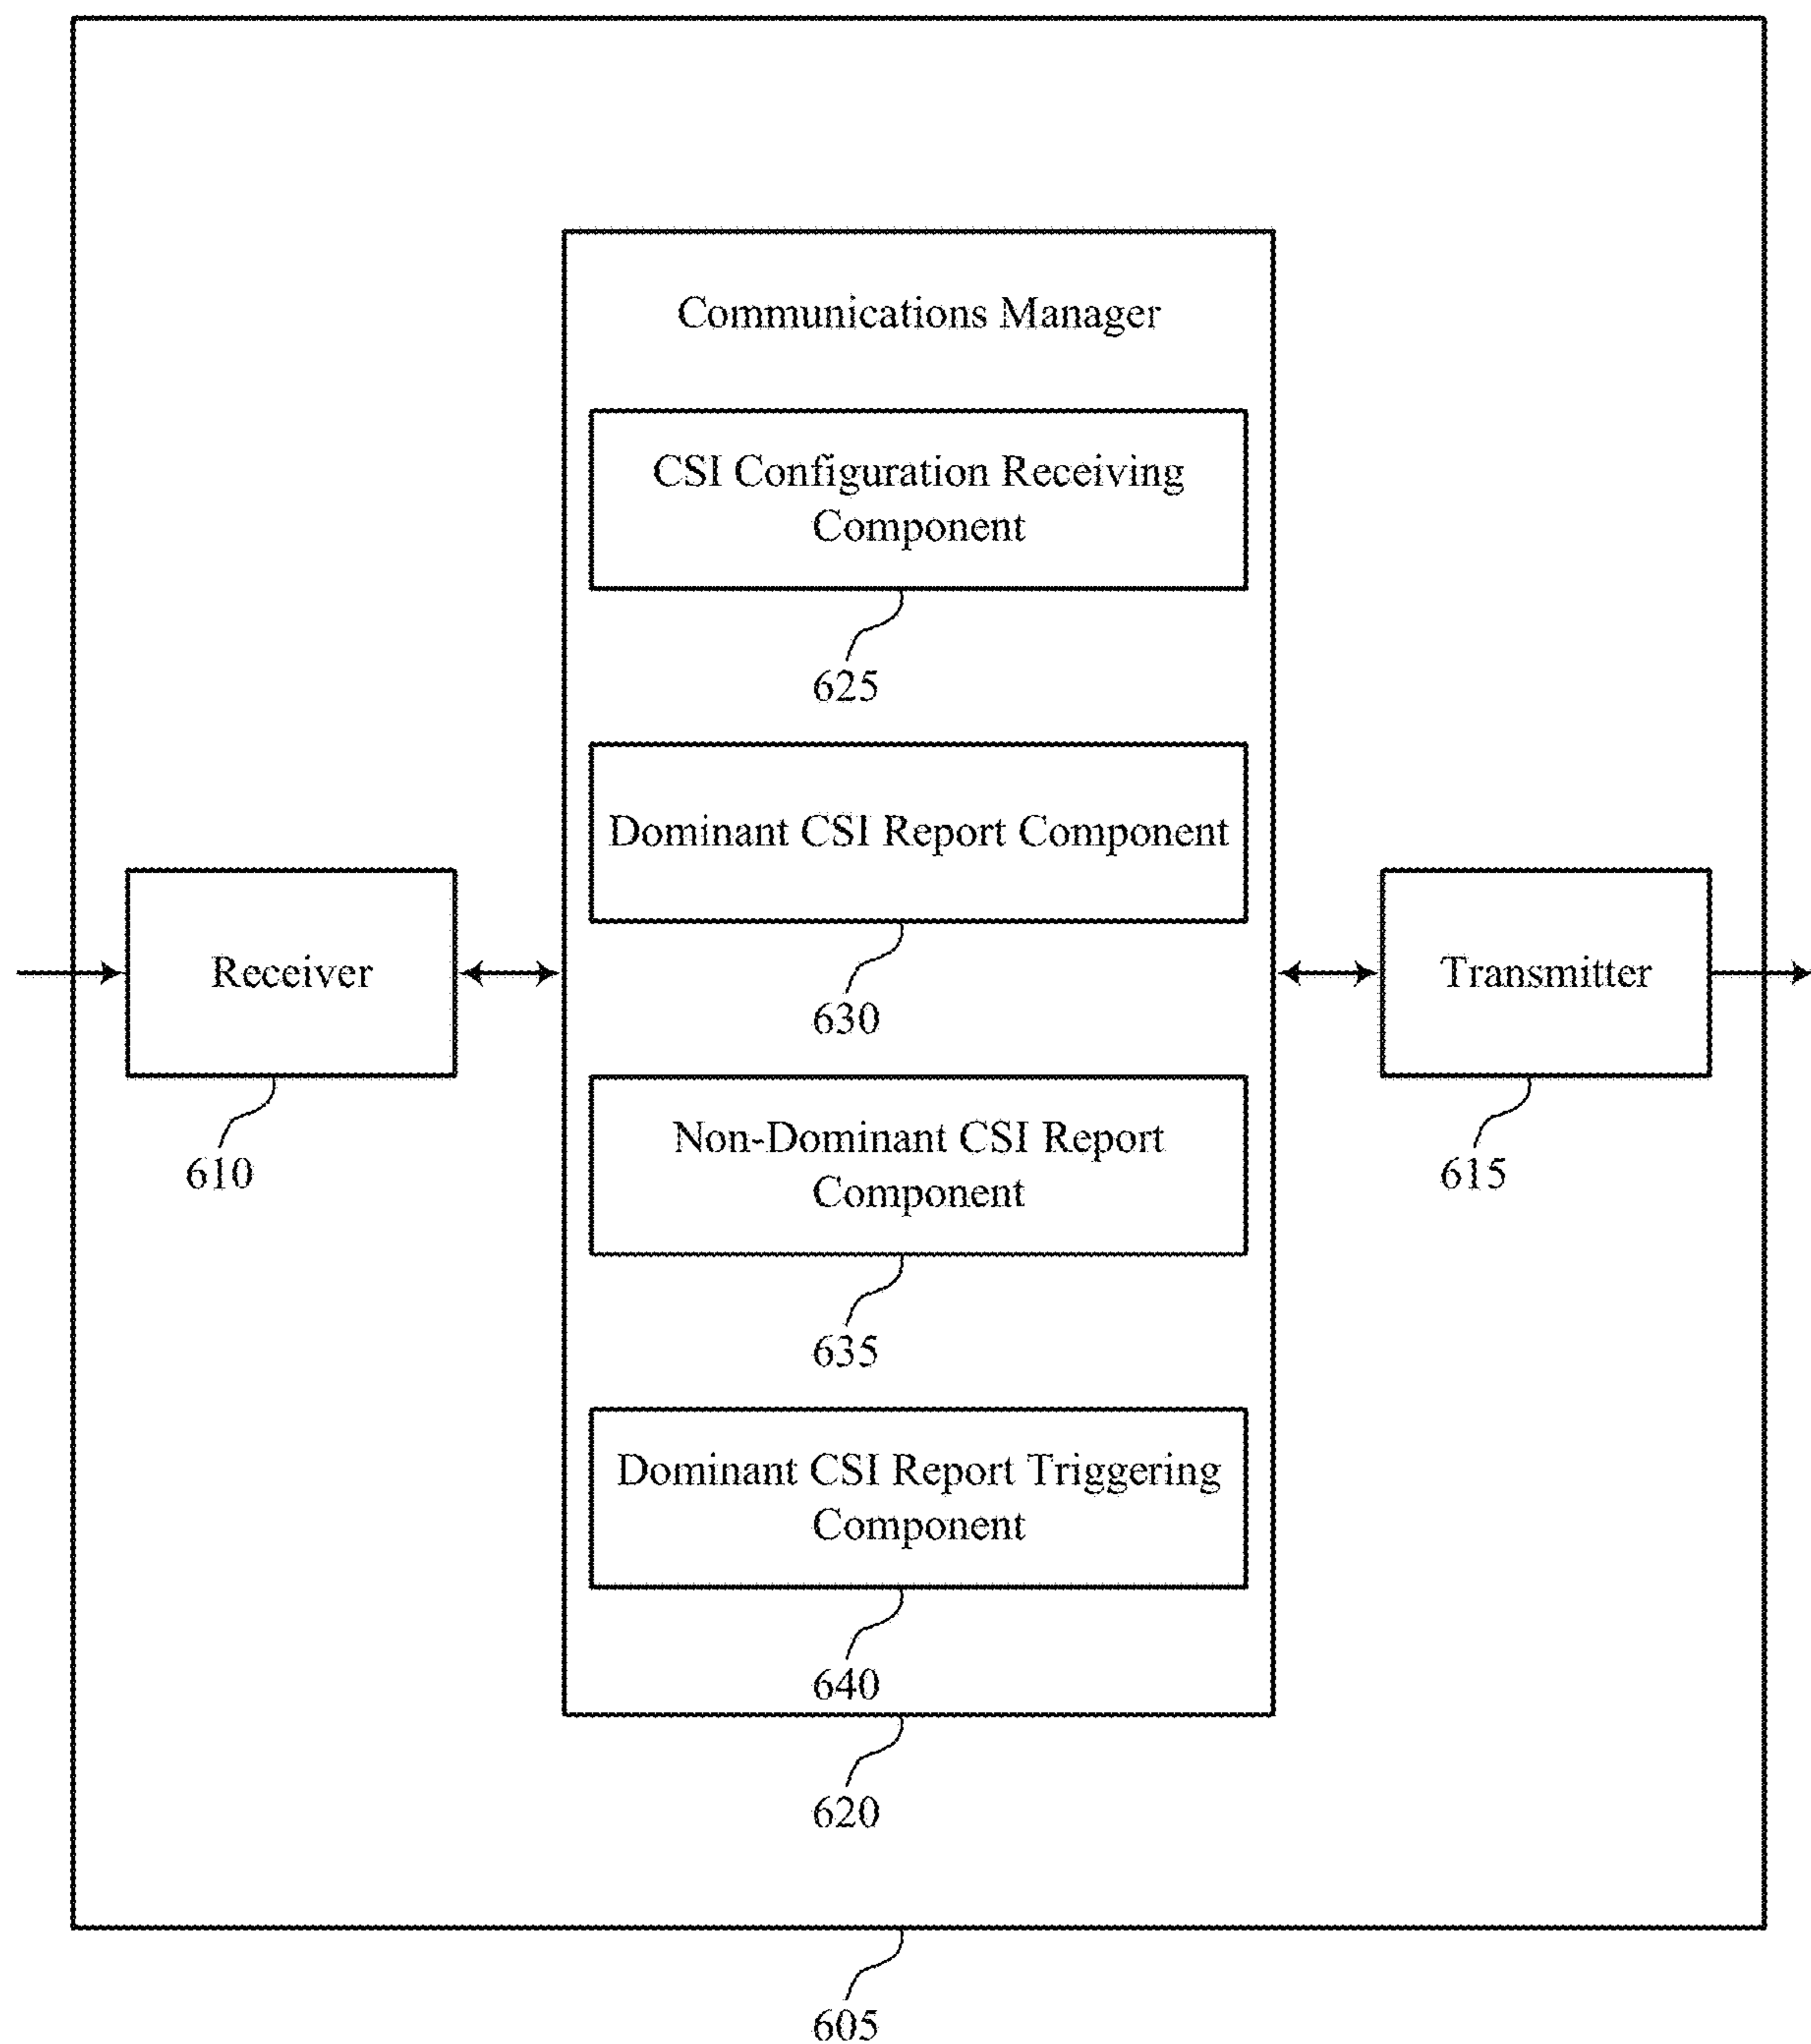 Communications Manager
CSI Configuration Receiving
Component
625
Dominant CSI Report Component
630
Receiver
610
Transmitter
615
Non-Dominant CSI Report
Component
635
Dominant CSI Report Triggering
Component
640
620
605